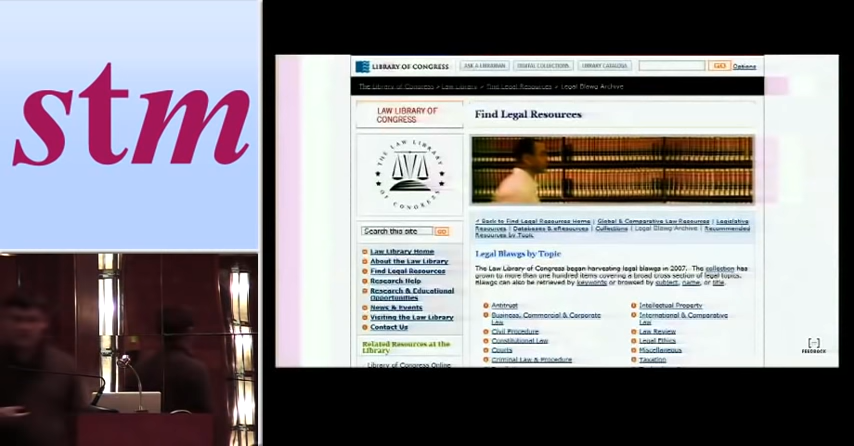 stm
LIBRARY OF CONGRESS
ASK A LIBRARIAN
DIGITAL COLLECTIONS
LIBRARY CATALOGS
GO
Options
The Library of Congress > Law Library > Find Legal Resources > Legal Blawg Archive
LAW LIBRARY OF
CONGRESS
THE LAW LIBRARY
OF CONGRESS
Search this site
GO
Law Library Home
About the Law Library
Find Legal Resources
Research Help
Research & Educational
Opportunities
News & Events
Visiting the Law Library
Contact Us
Related Resources at the
Library
Library of Congress Online
Find Legal Resources
< Back to Find Legal Resources Home | Global & Comparative Law Resources | Legislative
Resources | Databases & eResources | Collections | Legal Blawg Archive | Recommended
Resources by Topic
Legal Blawgs by Topic
The Law Library of Congress began harvesting legal blawgs in 2007. The collection has
grown to more than one hundred items covering a broad cross section of legal topics.
Blawgs can also be retrieved by keywords or browsed by subject, name, or title.
Antitrust
Business, Commercial & Corporate
Law
Civil Procedure
Constitutional Law
Courts
Criminal Law & Procedure
Intellectual Property
International & Comparative
Law
Law Review
Legal Ethics
Miscellaneous
Taxation
[—]
FEEDBACK